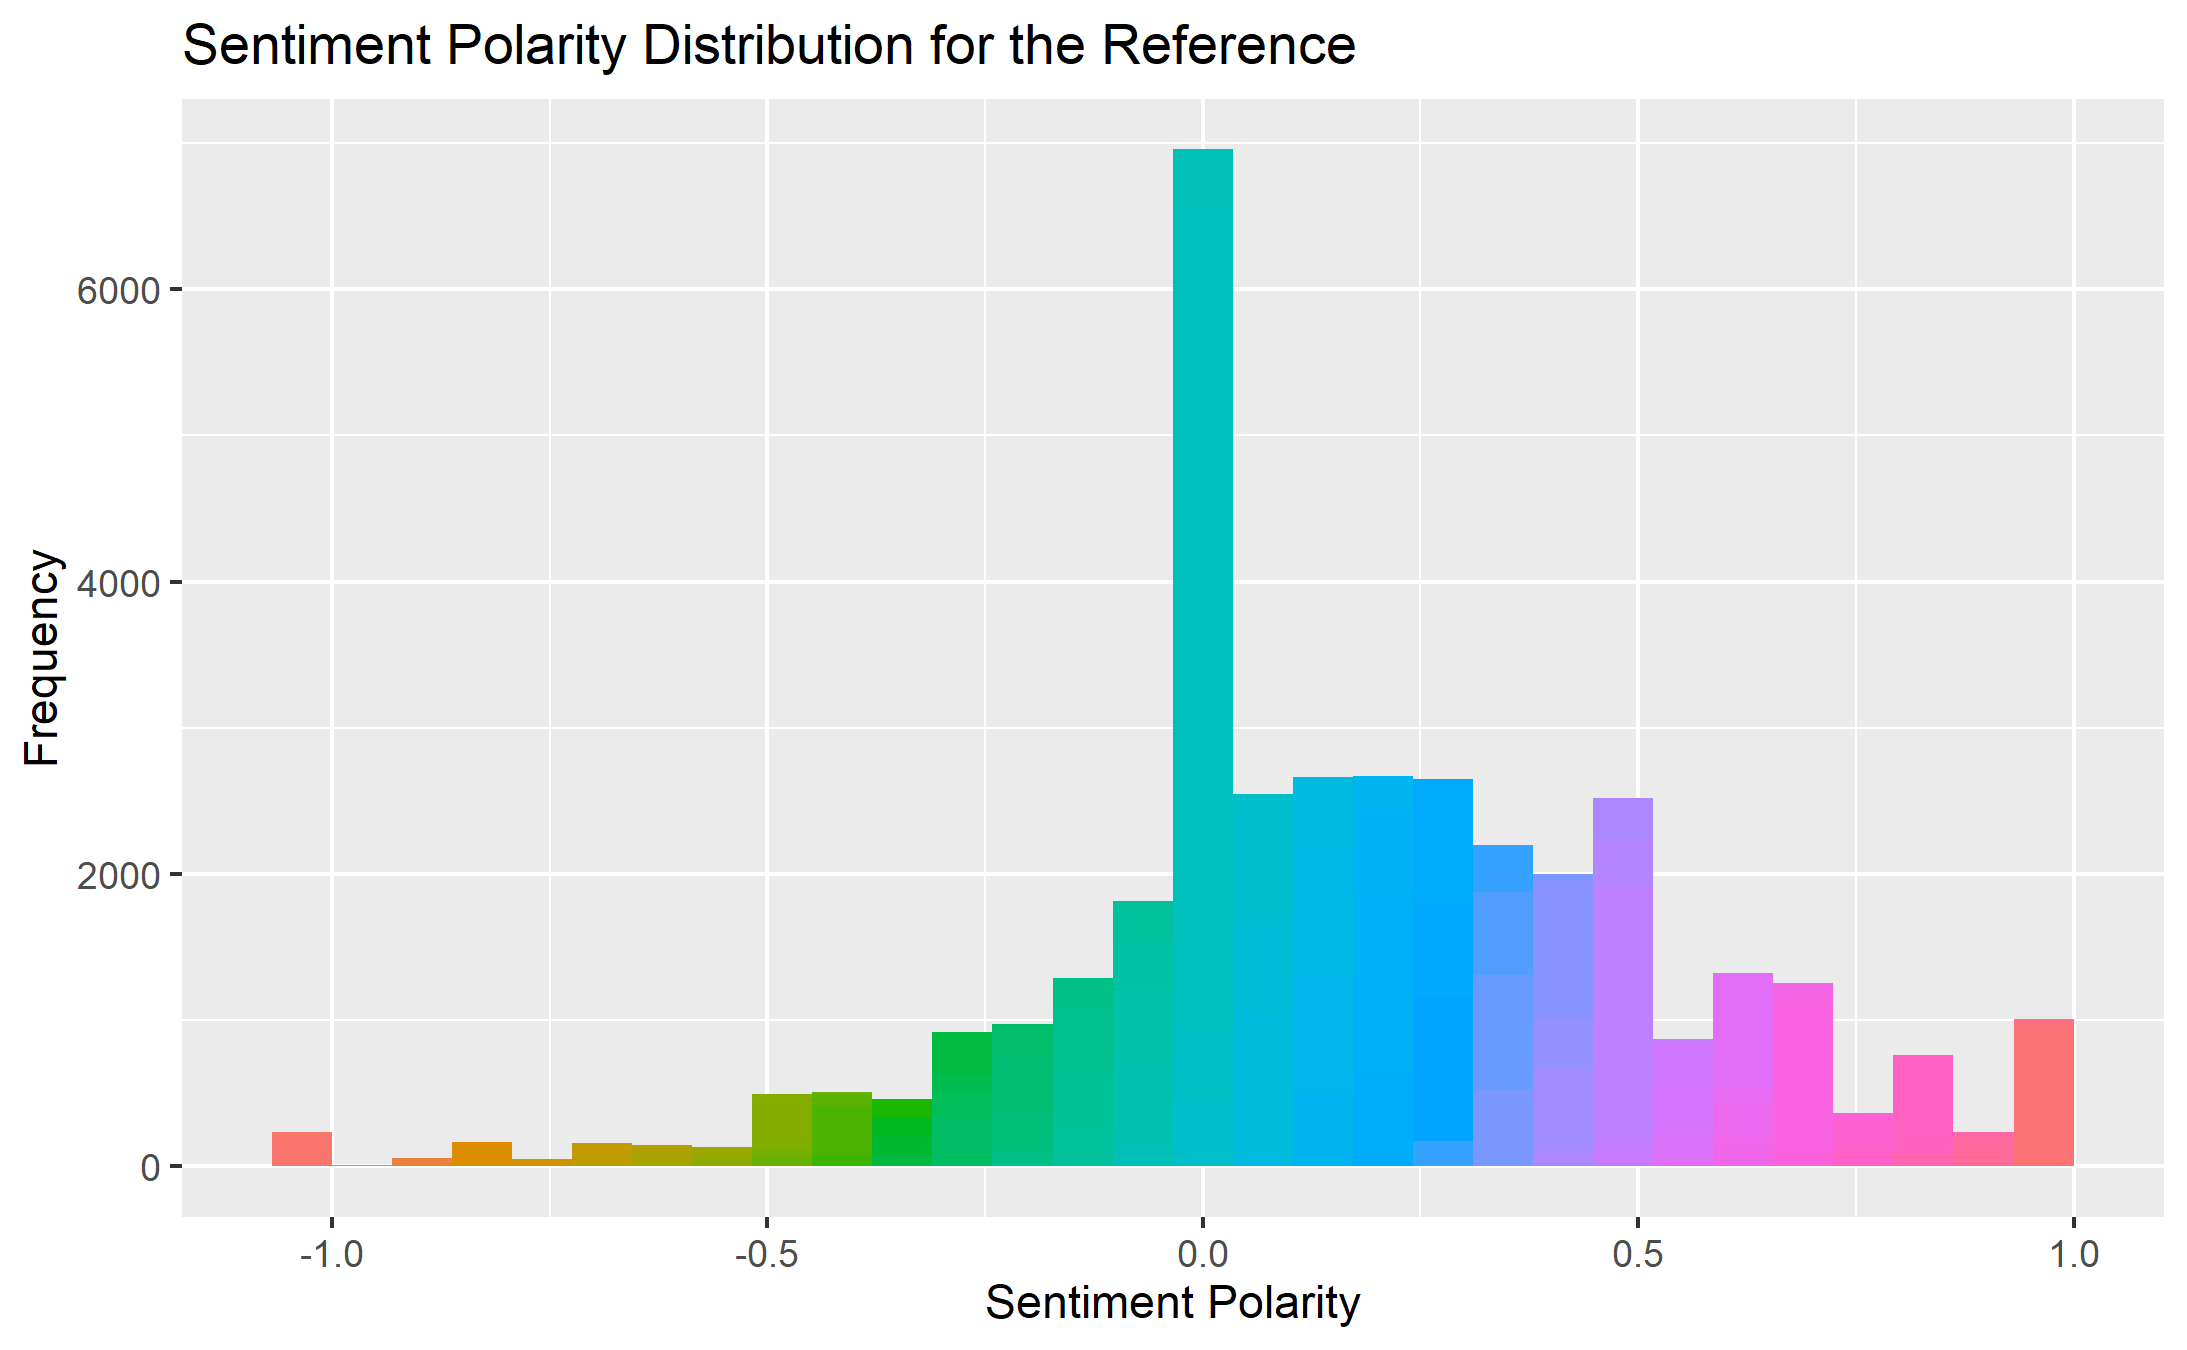 Sentiment Polarity Distribution for the Reference
Frequency
6000
4000
2000
0
-1.0 -0.5 0.0 0.5 1.0
Sentiment Polarity